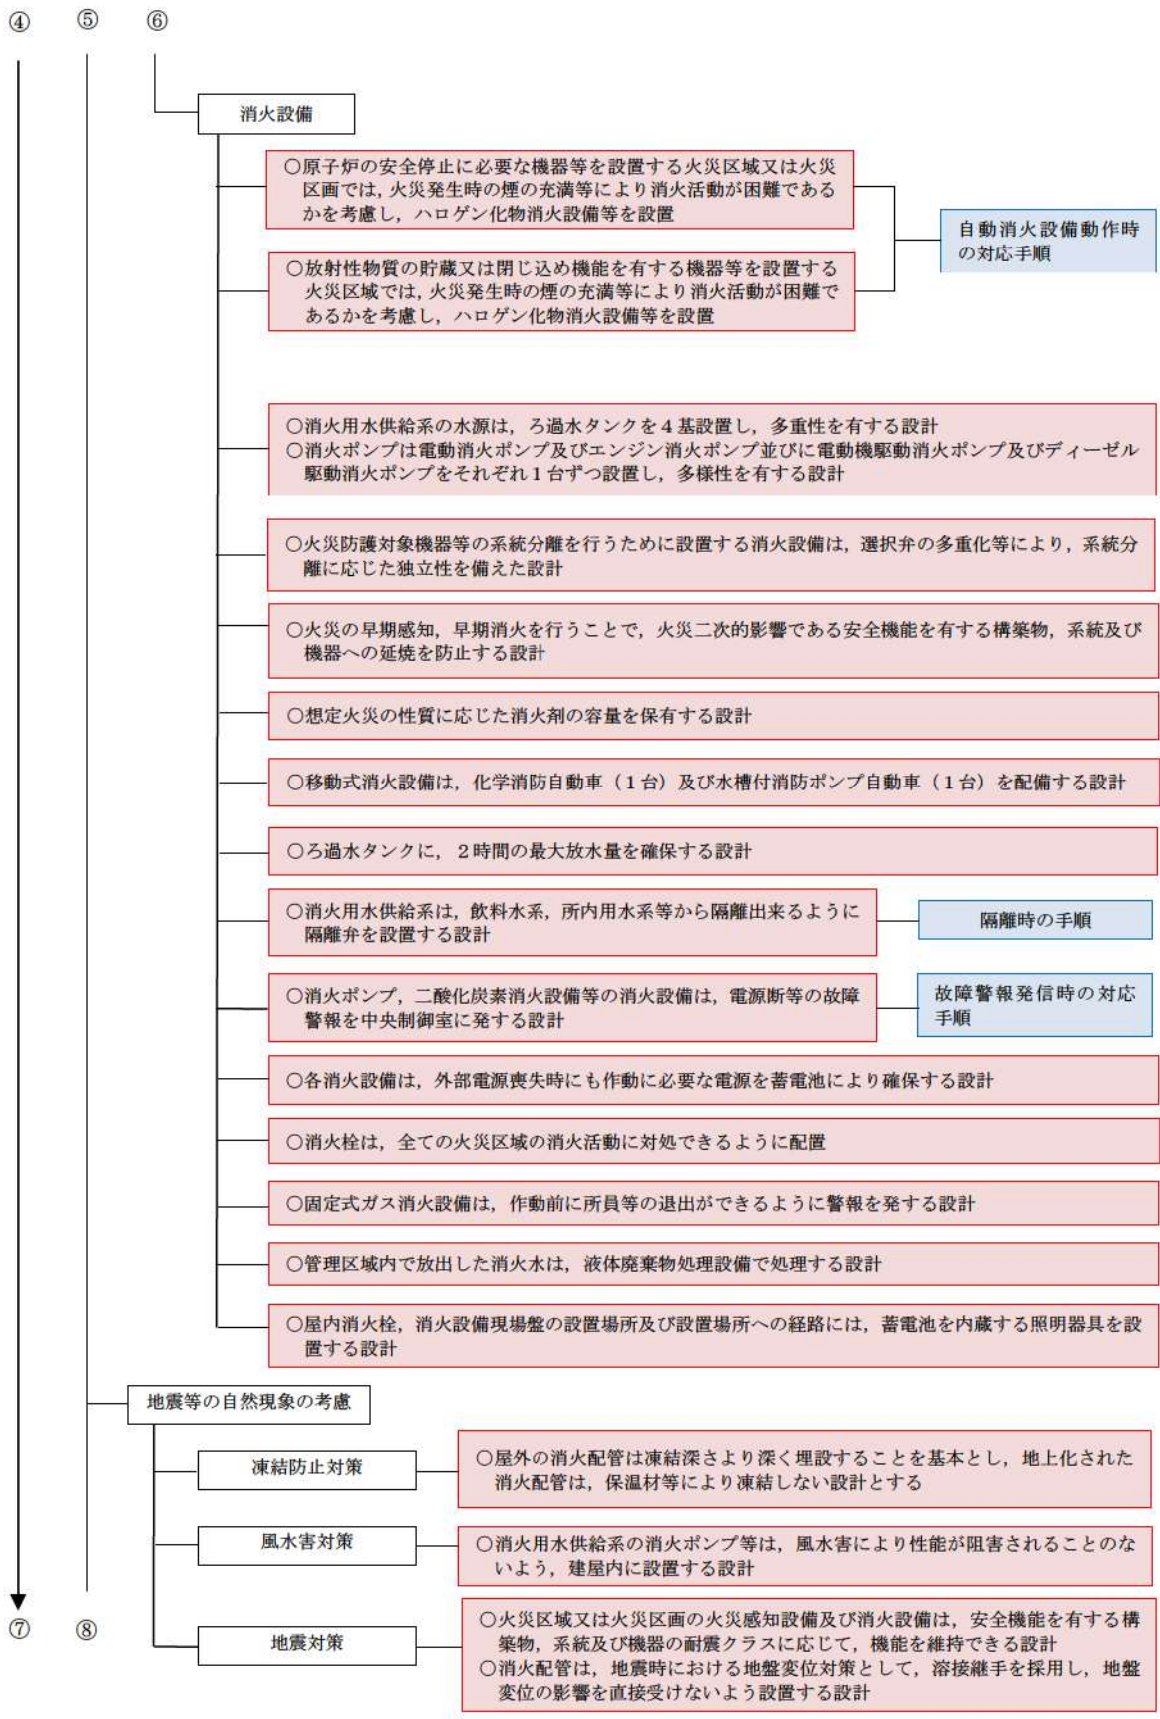 ④ ⑤ ⑥
消火設備
○原子炉の安全停止に必要な機器等を設置する火災区域又は火災
区画では，火災発生時の煙の充満等により消火活動が困難である
かを考慮し，ハロゲン化物消火設備等を設置
自動消火設備動作時
の対応手順
○放射性物質の貯蔵又は閉じ込め機能を有する機器等を設置する
火災区域では，火災発生時の煙の充満等により消火活動が困難で
あるかを考慮し，ハロゲン化物消火設備等を設置
○消火用水供給系の水源は，ろ過水タンクを４基設置し，多重性を有する設計
○消火ポンプは電動消火ポンプ及びエンジン消火ポンプ並びに電動機駆動消火ポンプ及びディーゼル
駆動消火ポンプをそれぞれ１台ずつ設置し，多様性を有する設計
○火災防護対象機器等の系統分離を行うために設置する消火設備は，選択弁の多重化等により，系統分
離に応じた独立性を備えた設計
○火災の早期感知，早期消火を行うことで，火災二次的影響である安全機能を有する構築物，系統及び
機器への延焼を防止する設計
○想定火災の性質に応じた消火剤の容量を保有する設計
○移動式消火設備は，化学消防自動車（１台）及び水槽付消防ポンプ自動車（１台）を配備する設計
○ろ過水タンクに，２時間の最大放水量を確保する設計
○消火用水供給系は，飲料水系，所内用水系等から隔離出来るように
隔離弁を設置する設計
隔離時の手順
○消火ポンプ，二酸化炭素消火設備等の消火設備は，電源断等の故障
警報を中央制御室に発する設計
故障警報発信時の対応
手順
○各消火設備は，外部電源喪失時にも作動に必要な電源を蓄電池により確保する設計
○消火栓は，全ての火災区域の消火活動に対処できるように配置
○固定式ガス消火設備は，作動前に所員等の退出ができるように警報を発する設計
○管理区域内で放出した消火水は，液体廃棄物処理設備で処理する設計
○屋内消火栓，消火設備現場盤の設置場所及び設置場所への経路には，蓄電池を内蔵する照明器具を設
置する設計
地震等の自然現象の考慮
凍結防止対策
○屋外の消火配管は凍結深さより深く埋設することを基本とし，地上化された
消火配管は，保温材等により凍結しない設計とする
風水害対策
○消火用水供給系の消火ポンプ等は，風水害により性能が阻害されることのな
いよう，建屋内に設置する設計
地震対策
○火災区域又は火災区画の火災感知設備及び消火設備は，安全機能を有する構
築物，系統及び機器の耐震クラスに応じて，機能を維持できる設計
○消火配管は，地震時における地盤変位対策として，溶接継手を採用し，地盤
変位の影響を直接受けないよう設置する設計
⑦ ⑧